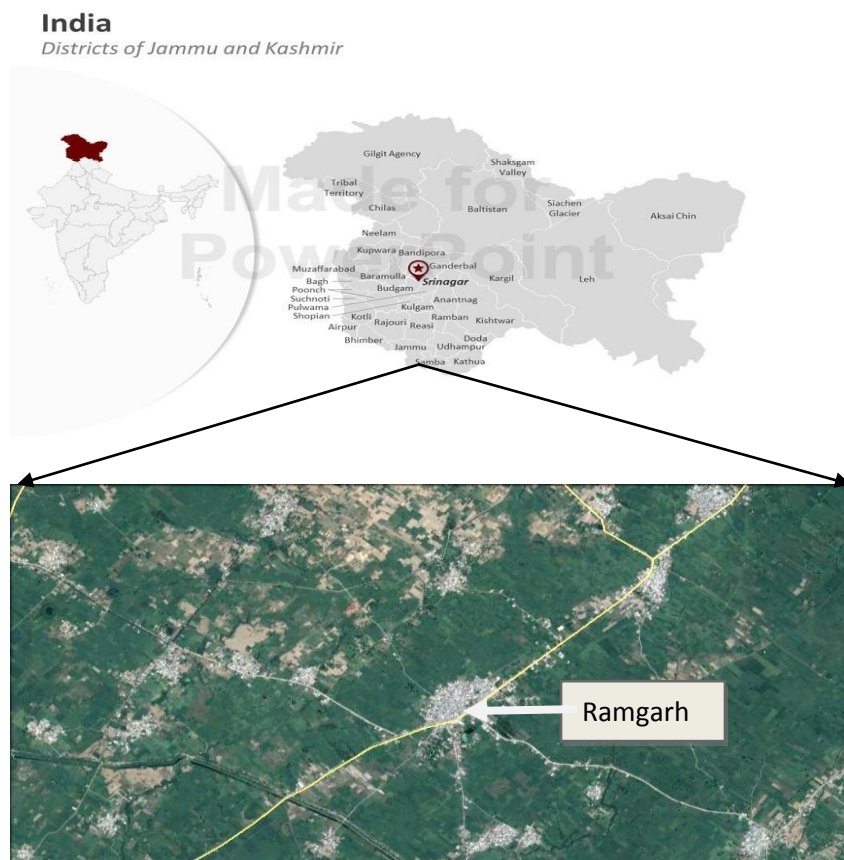 India
Districts of Jammu and Kashmir
Made for
PowerPoint
Gilgit Agency
Shaksgam
Valley
Tribal
Territory
Chilas
Baltistan
Siachen
Glacier
Aksai Chin
Neelam
Kupwara
Bandipora
Muzaffarabad
Baramulla
Ganderbal
Kargil
Leh
Bagh
Budgam
Srinagar
Poonch
Suchnoti
Anantnag
Pulwama
Kulgam
Shopian
Kotli
Rajouri
Reasi
Ramban
Kishtwar
Airpur
Bhimber
Jammu
Udhampur
Doda
Samba
Kathua
Ramgarh